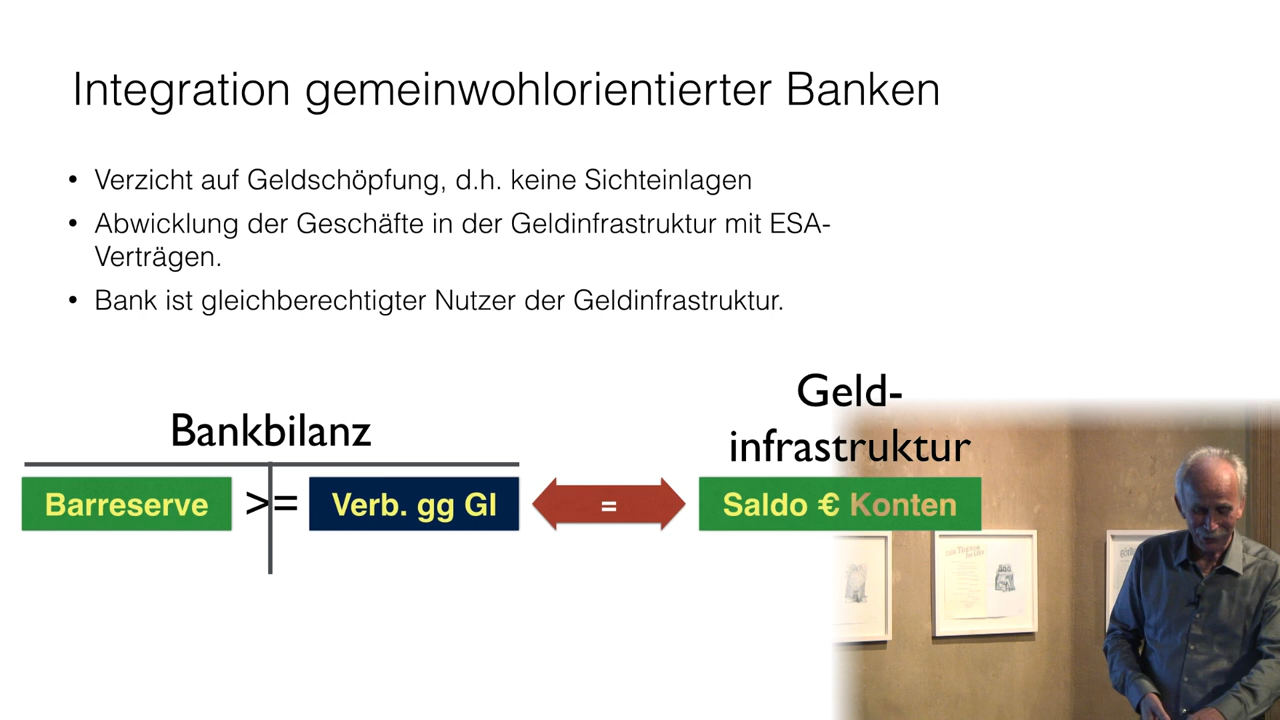 Integration gemeinwohlorientierter Banken
• Verzicht auf Geldschöpfung, d.h. keine Sichteinlagen
• Abwicklung der Geschäfte in der Geldinfrastruktur mit ESA-
Verträgen.
• Bank ist gleichberechtigter Nutzer der Geldinfrastruktur.
Geld-
infrastruktur
Bankbilanz
Barreserve >= Verb. gg GI = Saldo € Konten